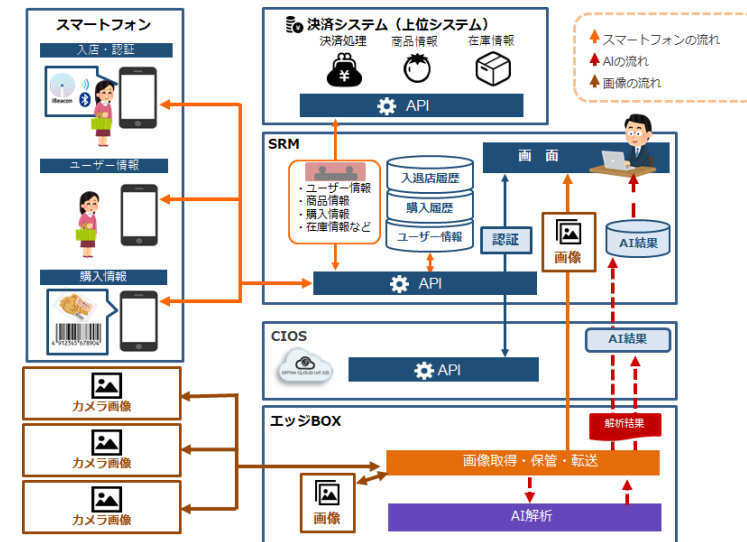 スマートフォン
入店・認証
iBeacon
ユーザー情報
購入情報
4 912345 678904
決済システム（上位システム）
決済処理
商品情報
在庫情報
API
スマートフォンの流れ
AIの流れ
画像の流れ
SRM
・ユーザー情報
・商品情報
・購入情報
・在庫情報など
入退店履歴
購入履歴
ユーザー情報
画　面
認証
画像
AI結果
API
CIOS
OPTiM CLOUD IoT OS
API
AI結果
カメラ画像
カメラ画像
カメラ画像
エッジBOX
解析結果
画像取得・保管・転送
画像
AI解析